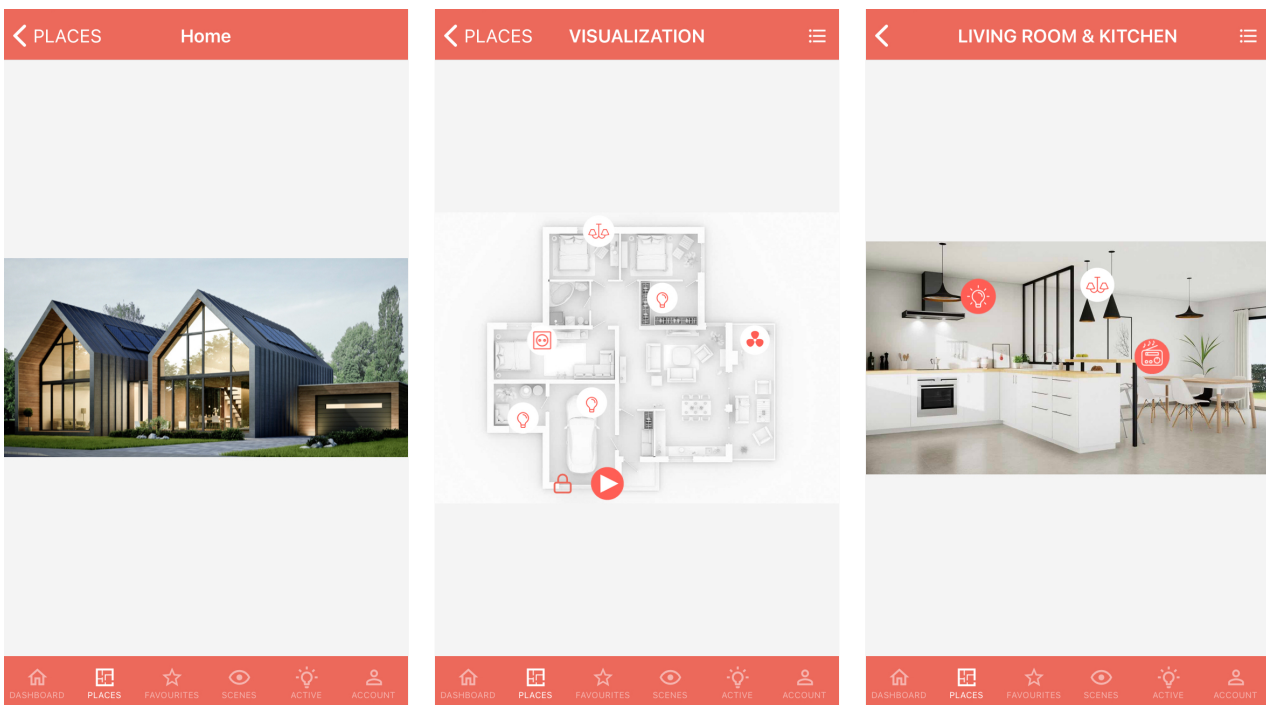 PLACES Home
DASHBOARD PLACES FAVOURITES SCENES ACTIVE ACCOUNT
PLACES VISUALIZATION
DASHBOARD PLACES FAVOURITES SCENES ACTIVE ACCOUNT
LIVING ROOM & KITCHEN
DASHBOARD PLACES FAVOURITES SCENES ACTIVE ACCOUNT